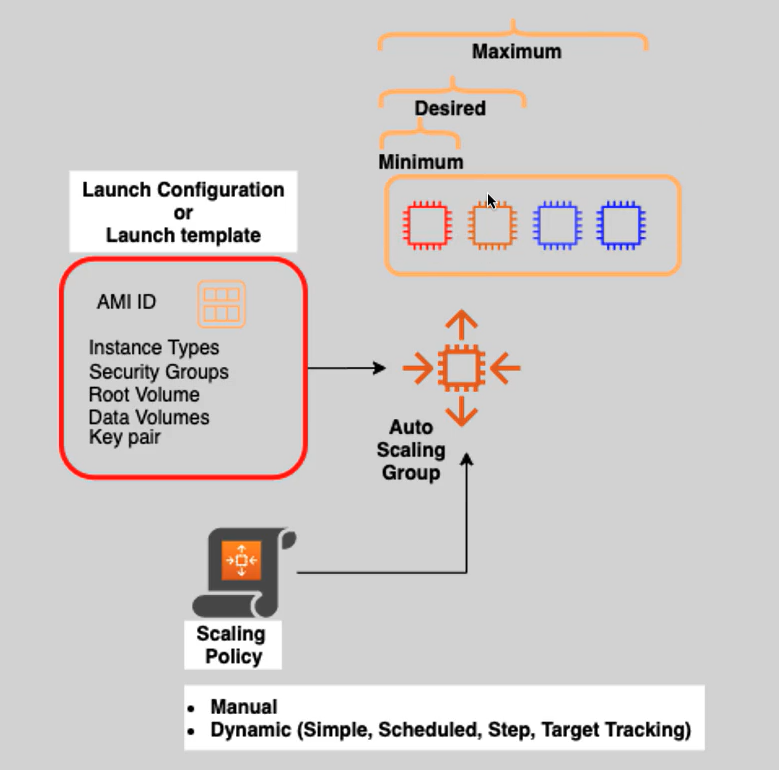 Maximum
Desired
Minimum
Launch Configuration
or
Launch template
AMI ID
Instance Types
Security Groups
Root Volume
Data Volumes
Key pair
Auto
Scaling
Group
Scaling
Policy
• Manual
• Dynamic (Simple, Scheduled, Step, Target Tracking)